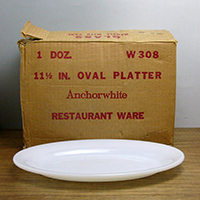 1 DOZ. W 308
11½ IN. OVAL PLATTER
Anchorwhite
RESTAURANT WARE